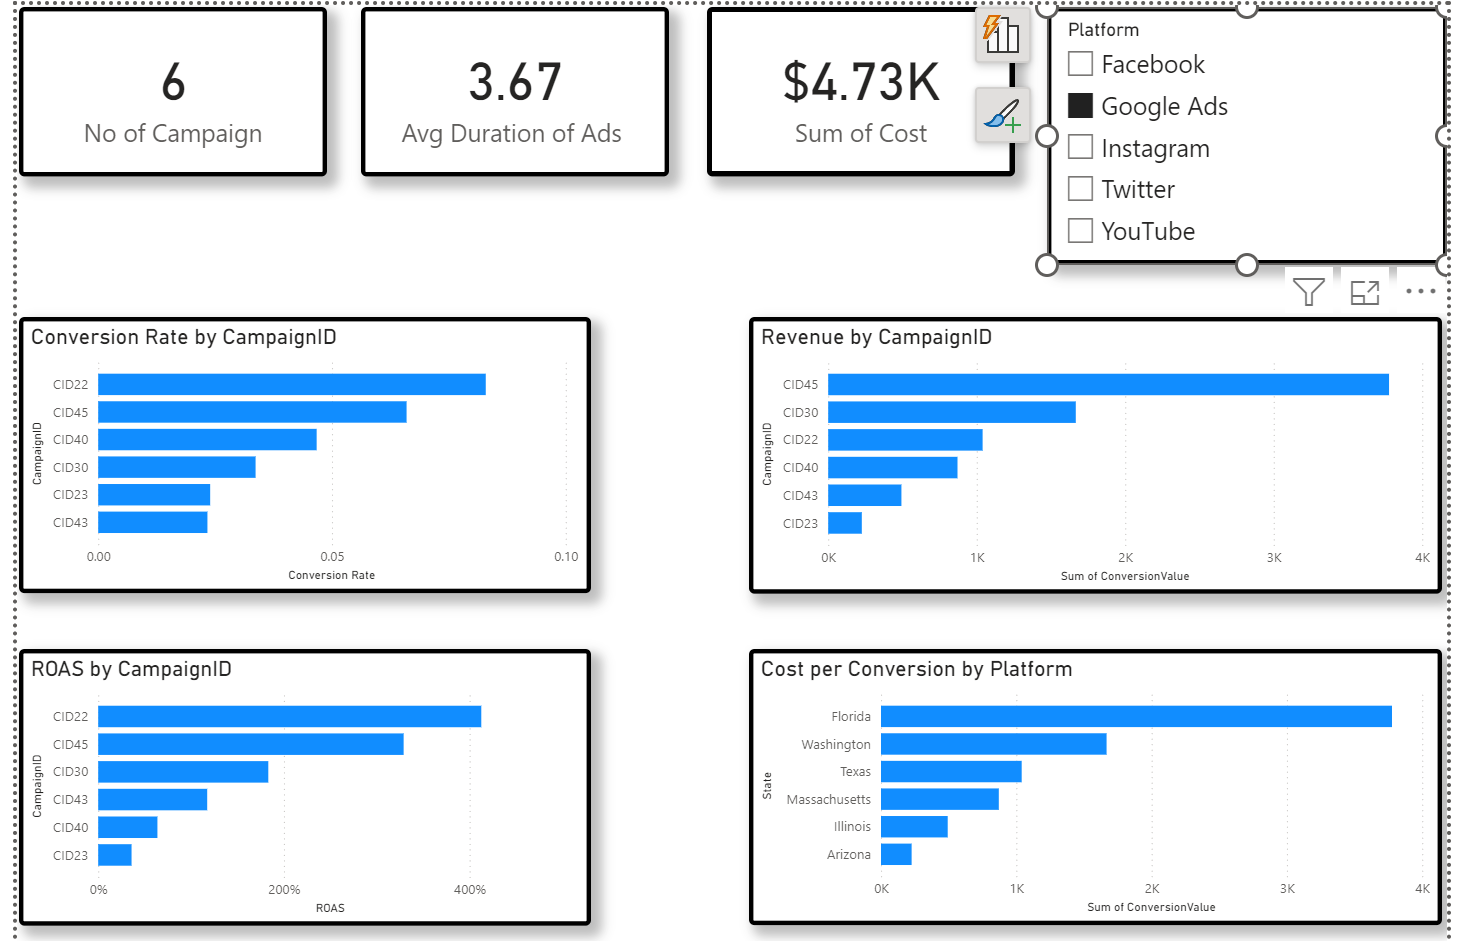 6
No of Campaign
3.67
Avg Duration of Ads
$4.73K
Sum of Cost
Platform
Facebook
Google Ads
Instagram
Twitter
YouTube
Conversion Rate by CampaignID
CampaignID
CID22
CID45
CID40
CID30
CID23
CID43
0.00 0.05 0.10
Conversion Rate
Revenue by CampaignID
CampaignID
CID45
CID30
CID22
CID40
CID43
CID23
0K 1K 2K 3K 4K
Sum of ConversionValue
ROAS by CampaignID
CampaignID
CID22
CID45
CID30
CID43
CID40
CID23
0% 200% 400%
ROAS
Cost per Conversion by Platform
State
Florida
Washington
Texas
Massachusetts
Illinois
Arizona
0K 1K 2K 3K 4K
Sum of ConversionValue